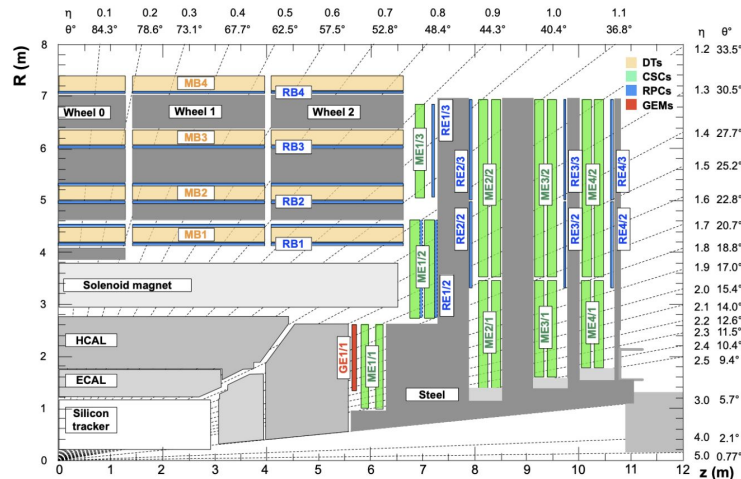 η 0.1 0.2 0.3 0.4 0.5 0.6 0.7 0.8 0.9 1.0 1.1 η θ°
θ° 84.3° 78.6° 73.1° 67.7° 62.5° 57.5° 52.8° 48.4° 44.3° 40.4° 36.8°
R (m)
8
7
6
5
4
3
2
1
0
1.2 33.5°
1.3 30.5°
1.4 27.7°
1.5 25.2°
1.6 22.8°
1.7 20.7°
1.8 18.8°
1.9 17.0°
2.0 15.4°
2.1 14.0°
2.2 12.6°
2.3 11.5°
2.4 10.4°
2.5 9.4°
3.0 5.7°
4.0 2.1°
5.0 0.77°
DTs
CSCs
RPCs
GEMs
MB4
RB4
Wheel 0
Wheel 1
Wheel 2
MB3
RB3
MB2
RB2
MB1
RB1
Solenoid magnet
HCAL
ECAL
Silicon
tracker
Steel
GE1/1
ME1/1
ME1/2
ME1/3
RE1/3
RE1/2
RE2/3
RE2/2
ME2/2
ME2/1
ME3/2
ME3/1
RE3/3
RE3/2
ME4/2
ME4/1
RE4/3
RE4/2
0 1 2 3 4 5 6 7 8 9 10 11 12
z (m)